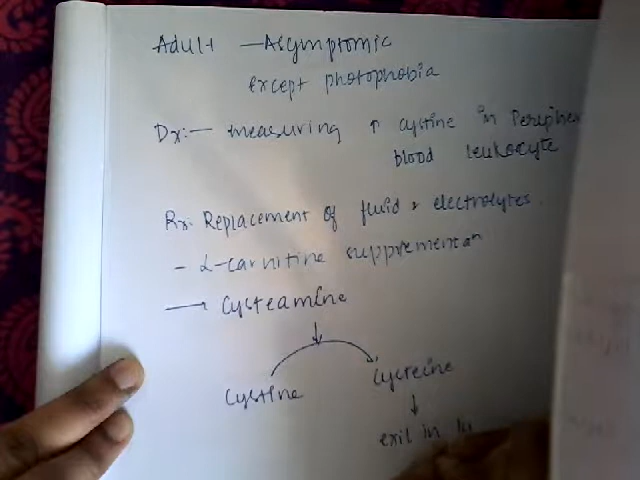 Adult — Asymptomic
except photophobia
Dx:— measuring ↑ cystine in Peripher
blood leukocyte
Rx. Replacement of fluid & electrolytes.
- L-carnitine
→ Cysteamine
↓
Cystine Cysteine
↓
exit in